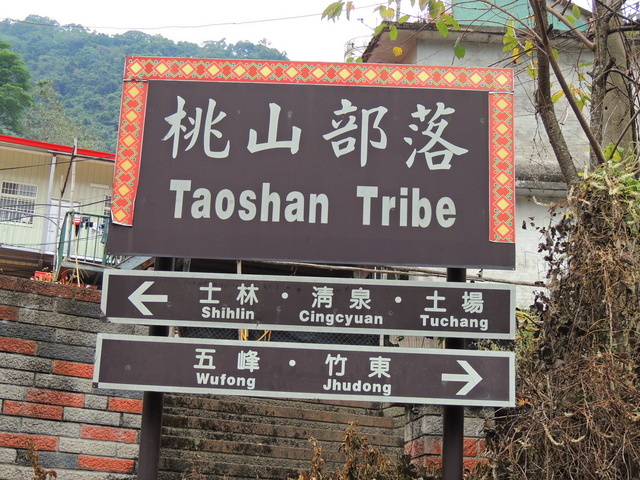 桃山部落
Taoshan Tribe
士林・清泉・土場
Shihlin Cingcyuan Tuchang
五峰・竹東
Wufong Jhudong